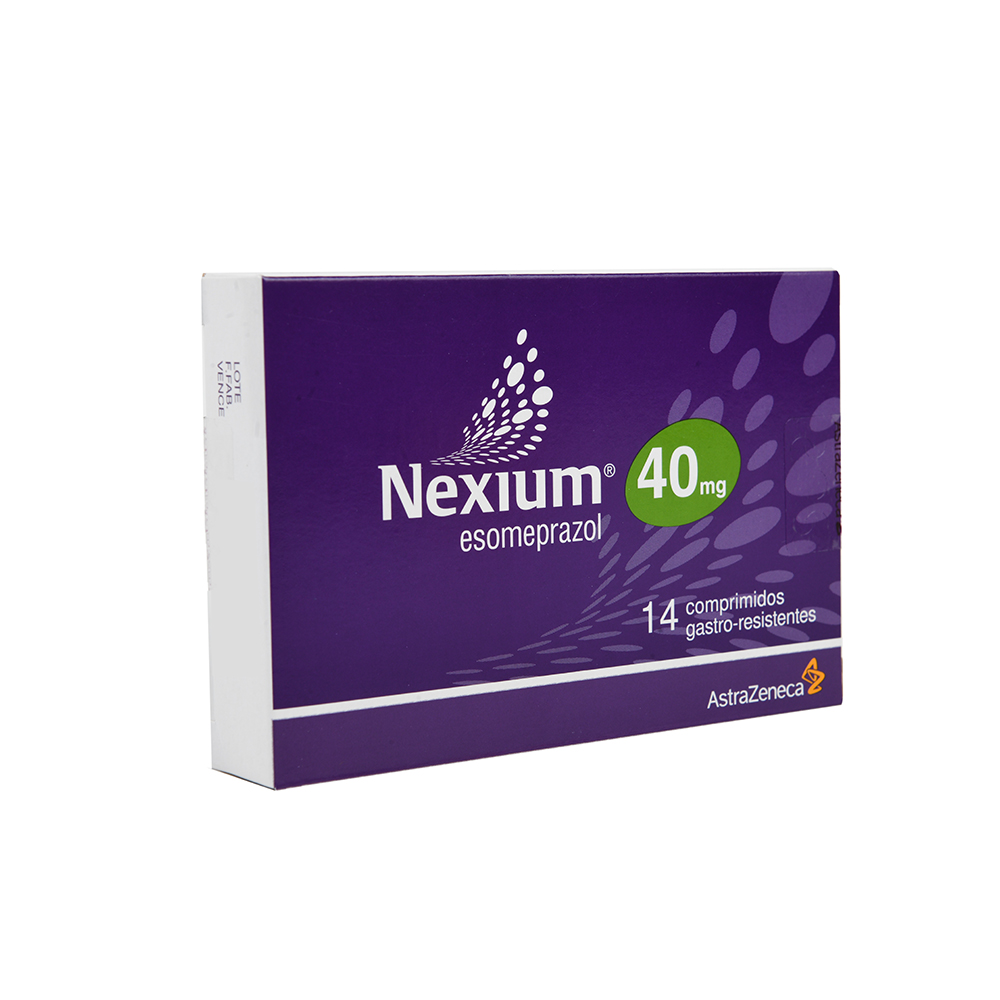 LOTE
F.FAB.
VENCE
Nexium®
40mg
esomeprazol
14 comprimidos
gastro-resistentes
AstraZeneca